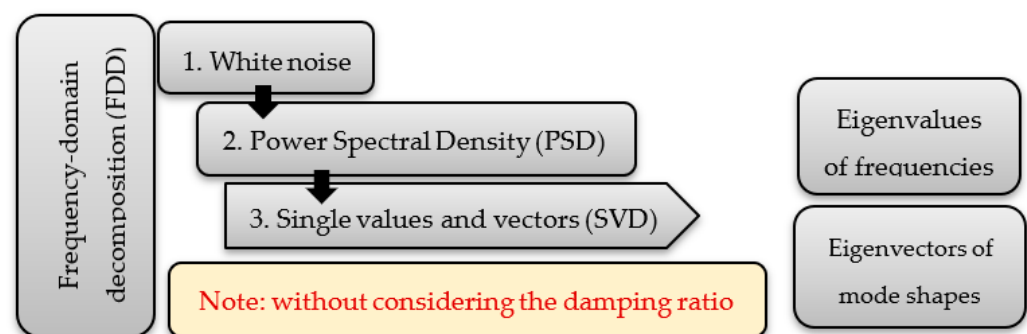 Frequency-domain
decomposition (FDD)
1. White noise
2. Power Spectral Density (PSD)
3. Single values and vectors (SVD)
Note: without considering the damping ratio
Eigenvalues
of frequencies
Eigenvectors of
mode shapes